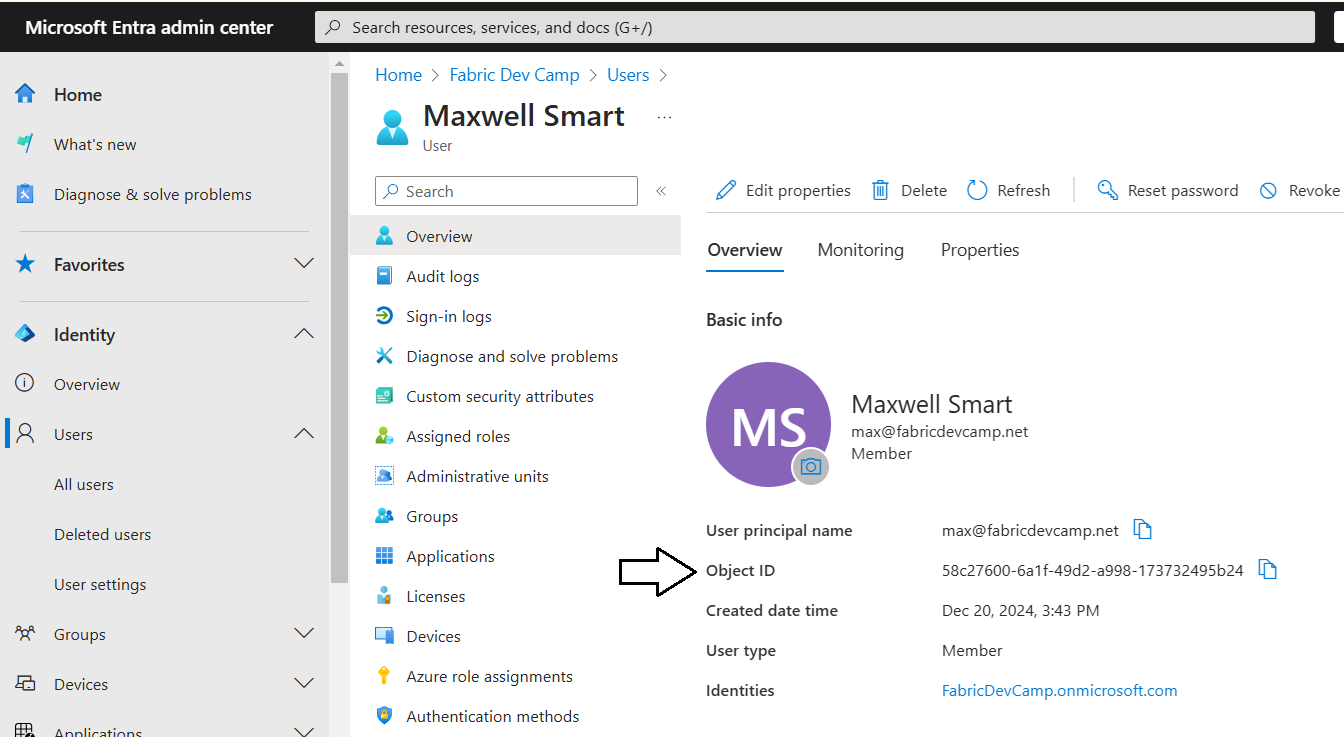 Microsoft Entra admin center
Search resources, services, and docs (G+/)
Home
What's new
Diagnose & solve problems
Favorites
Identity
Overview
Users
All users
Deleted users
User settings
Groups
Devices
Applications
Home > Fabric Dev Camp > Users >
Maxwell Smart ...
User
Search «
Overview
Audit logs
Sign-in logs
Diagnose and solve problems
Custom security attributes
Assigned roles
Administrative units
Groups
Applications
Licenses
Devices
Azure role assignments
Authentication methods
Edit properties Delete Refresh Reset password Revoke
Overview Monitoring Properties
Basic info
MS
Maxwell Smart
max@fabricdevcamp.net
Member
User principal name max@fabricdevcamp.net
Object ID 58c27600-6a1f-49d2-a998-173732495b24
Created date time Dec 20, 2024, 3:43 PM
User type Member
Identities FabricDevCamp.onmicrosoft.com